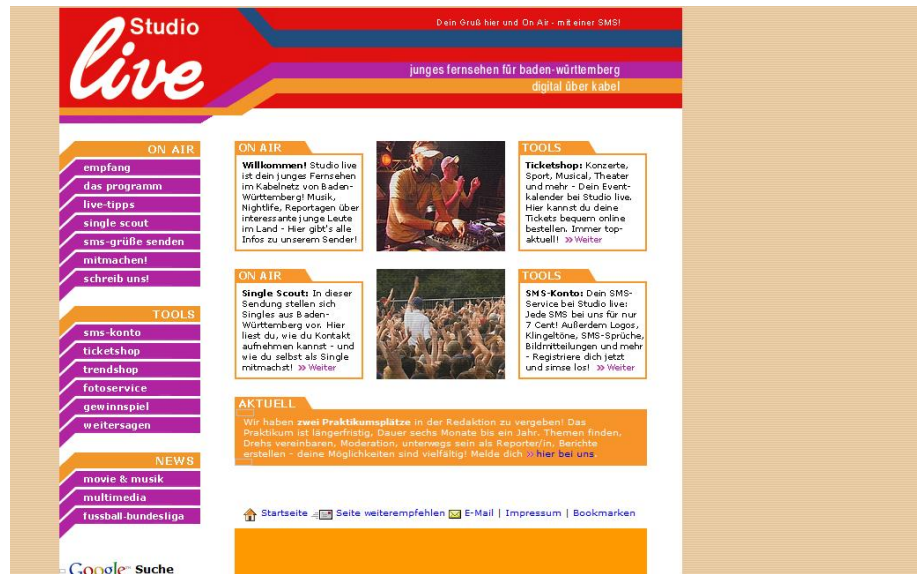 Studio
live
Dein Gruß hier und On Air - mit einer SMS!
junges fernsehen für baden-württemberg
digital über kabel
ON AIR
empfang
das programm
live-tipps
single scout
sms-grüße senden
mitmachen!
schreib uns!
TOOLS
sms-konto
ticketshop
trendshop
fotoservice
gewinnspiel
weitersagen
NEWS
movie & musik
multimedia
fussball-bundesliga
Google™ Suche
ON AIR
Willkommen! Studio live
ist dein junges Fernsehen
im Kabelnetz von Baden-
Württemberg! Musik,
Nightlife, Reportagen über
interessante junge Leute
im Land - Hier gibt's alle
Infos zu unserem Sender!
TOOLS
Ticketshop: Konzerte,
Sport, Musical, Theater
und mehr - Dein Event-
kalender bei Studio live.
Hier kannst du deine
Tickets bequem online
bestellen. Immer top-
aktuell! » Weiter
ON AIR
Single Scout: In dieser
Sendung stellen sich
Singles aus Baden-
Württemberg vor. Hier
liest du, wie du Kontakt
aufnehmen kannst - und
wie du selbst als Single
mitmachst! » Weiter
TOOLS
SMS-Konto: Dein SMS-
Service bei Studio live:
Jede SMS bei uns für nur
7 Cent! Außerdem Logos,
Klingeltöne, SMS-Sprüche,
Bildmitteilungen und mehr
- Registriere dich jetzt
und simse los! » Weiter
AKTUELL
Wir haben zwei Praktikumsplätze in der Redaktion zu vergeben! Das
Praktikum ist längerfristig, Dauer sechs Monate bis ein Jahr. Themen finden,
Drehs vereinbaren, Moderation, unterwegs sein als Reporter/in, Berichte
erstellen - deine Möglichkeiten sind vielfältig! Melde dich » hier bei uns.
Startseite Seite weiterempfehlen E-Mail | Impressum | Bookmarken